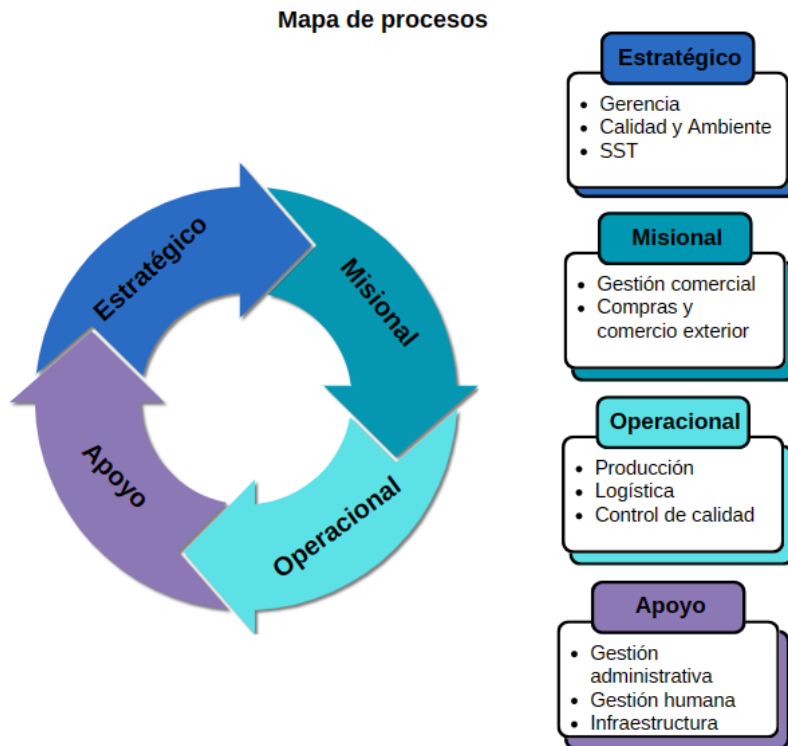 Mapa de procesos
Estratégico
Misional
Operacional
Apoyo
Estratégico
• Gerencia
• Calidad y Ambiente
• SST
Misional
• Gestión comercial
• Compras y
comercio exterior
Operacional
• Producción
• Logística
• Control de calidad
Apoyo
• Gestión
administrativa
• Gestión humana
• Infraestructura